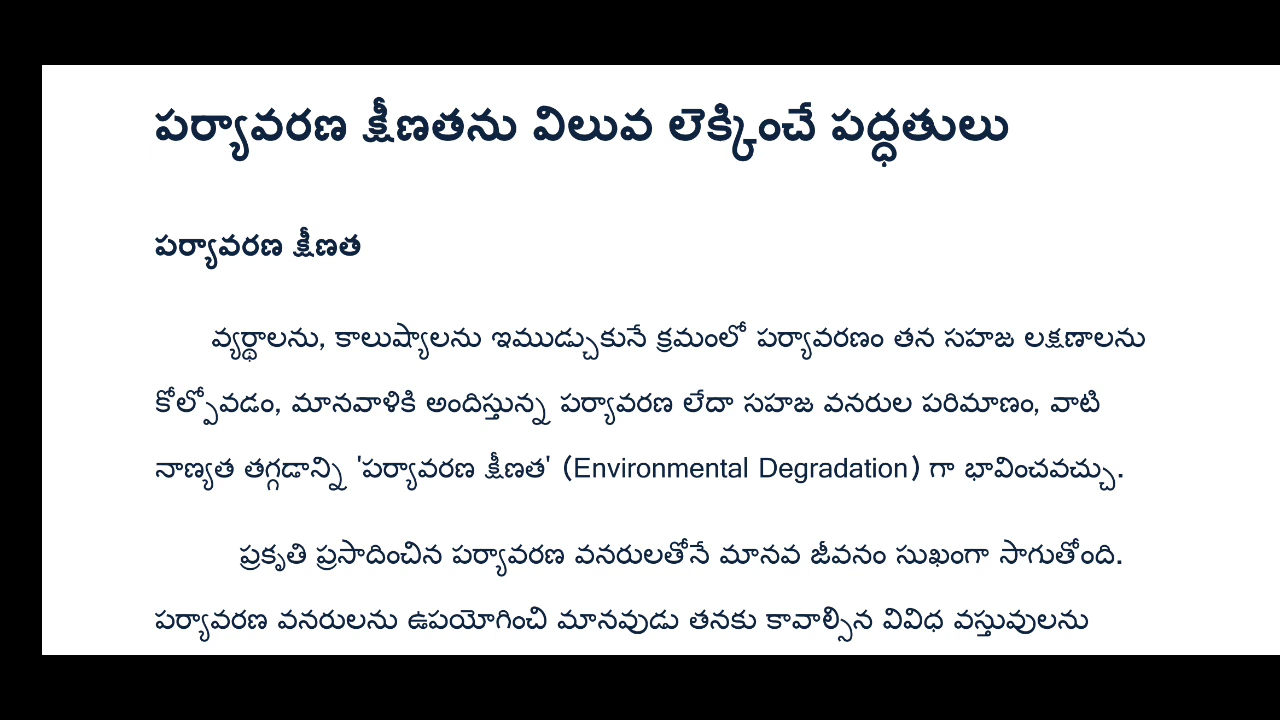 పర్యావరణ క్షీణతను విలువ లెక్కించే పద్ధతులు
పర్యావరణ క్షీణత
వ్యర్థాలను, కాలుష్యాలను ఇముడ్చుకునే క్రమంలో పర్యావరణం తన సహజ లక్షణాలను
కోల్పోవడం, మానవాళికి అందిస్తున్న పర్యావరణ లేదా సహజ వనరుల పరిమాణం, వాటి
నాణ్యత తగ్గడాన్ని 'పర్యావరణ క్షీణత' (Environmental Degradation) గా భావించవచ్చు.
ప్రకృతి ప్రసాదించిన పర్యావరణ వనరులతోనే మానవ జీవనం సుఖంగా సాగుతోంది.
పర్యావరణ వనరులను ఉపయోగించి మానవుడు తనకు కావాల్సిన వివిధ వస్తువులను